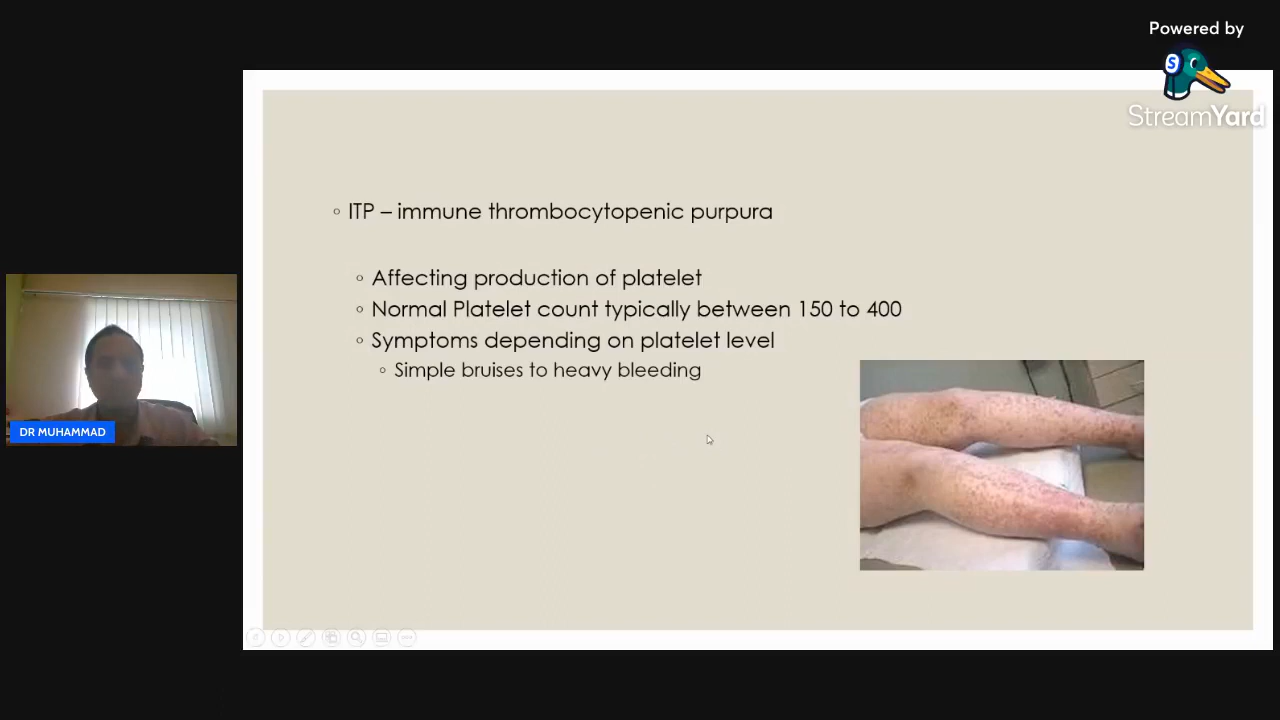 Powered by
StreamYard
◦ ITP – immune thrombocytopenic purpura
◦ Affecting production of platelet
◦ Normal Platelet count typically between 150 to 400
◦ Symptoms depending on platelet level
◦ Simple bruises to heavy bleeding
DR MUHAMMAD